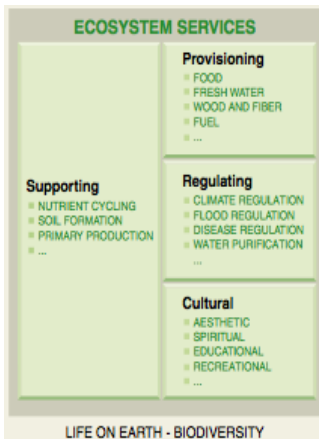 ECOSYSTEM SERVICES
Supporting
NUTRIENT CYCLING
SOIL FORMATION
PRIMARY PRODUCTION
...
Provisioning
FOOD
FRESH WATER
WOOD AND FIBER
FUEL
...
Regulating
CLIMATE REGULATION
FLOOD REGULATION
DISEASE REGULATION
WATER PURIFICATION
...
Cultural
AESTHETIC
SPIRITUAL
EDUCATIONAL
RECREATIONAL
...
LIFE ON EARTH - BIODIVERSITY